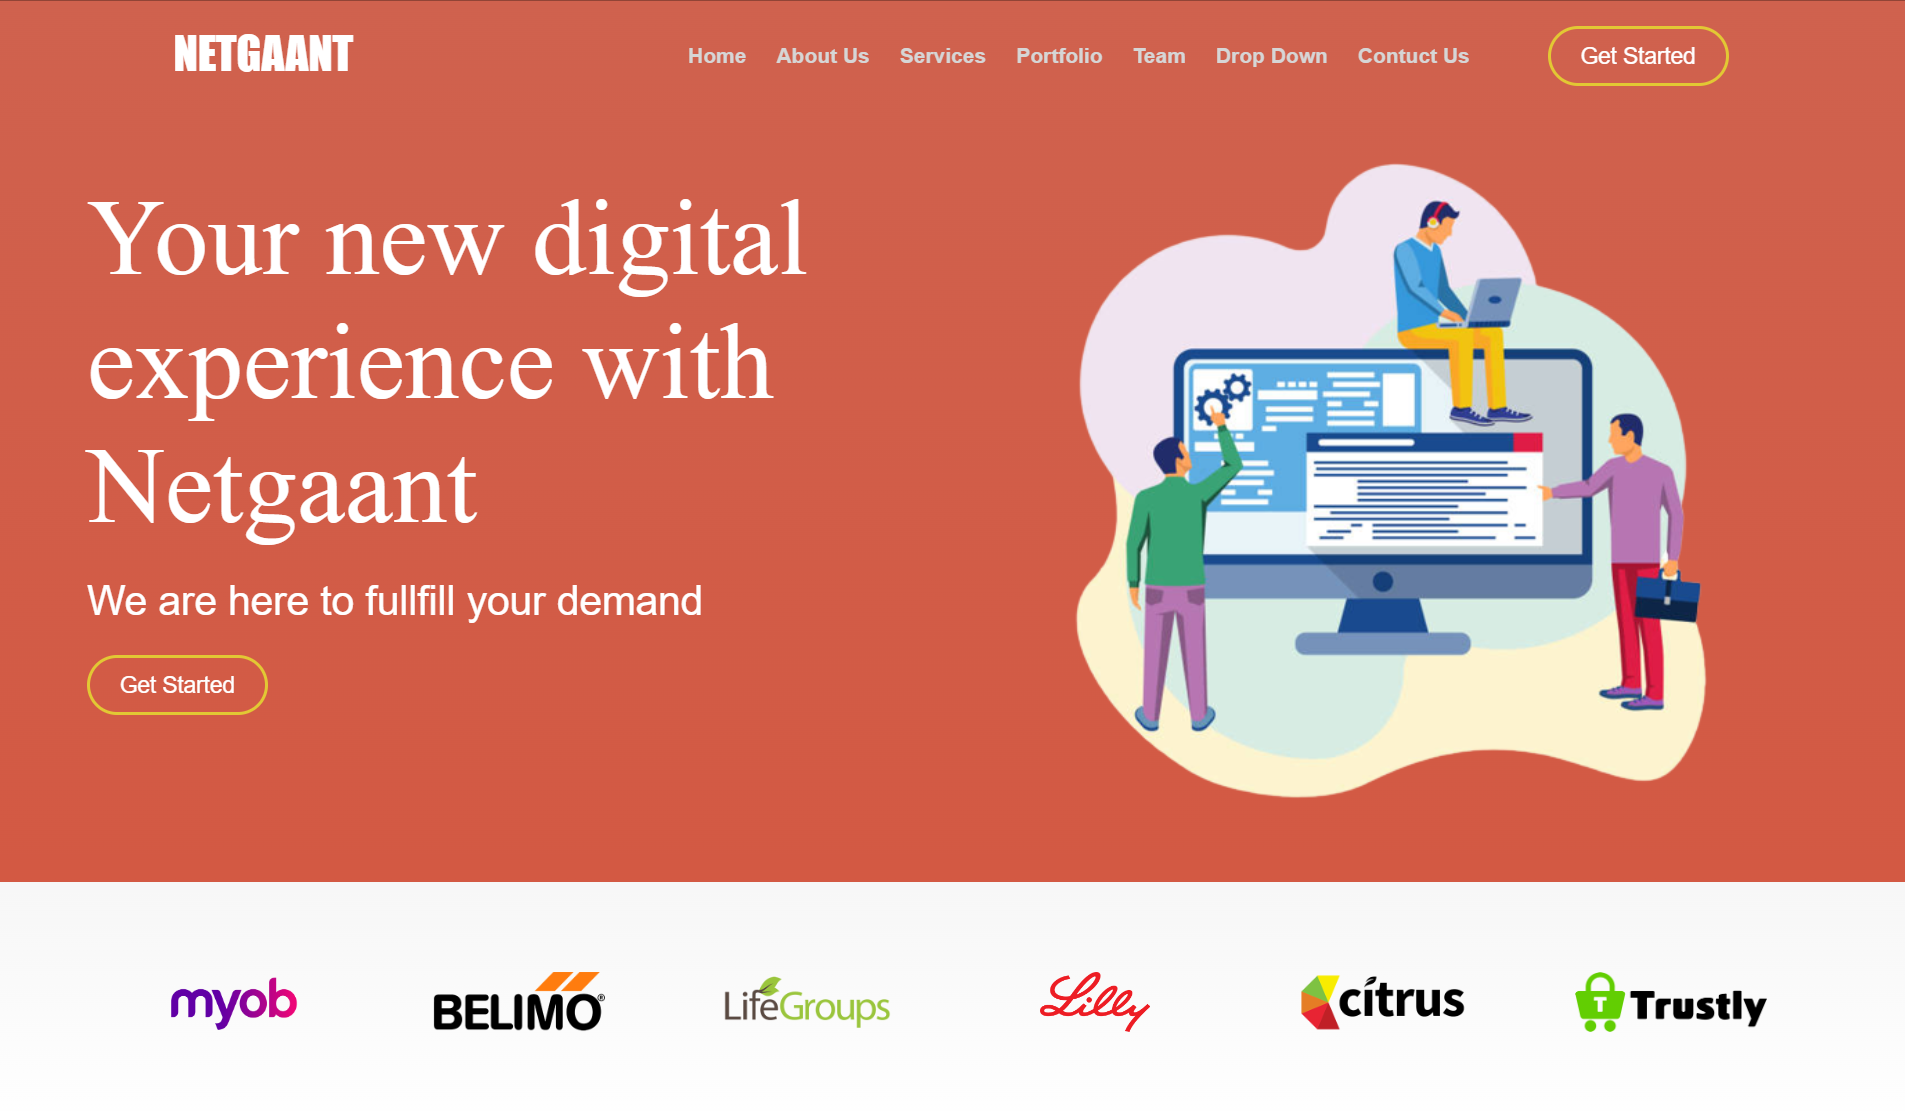 NETGAANT
Home About Us Services Portfolio Team Drop Down Contuct Us
Get Started
Your new digital
experience with
Netgaant
We are here to fullfill your demand
Get Started
myob
BELIMO®
LifeGroups
Lilly
citrus
T Trustly